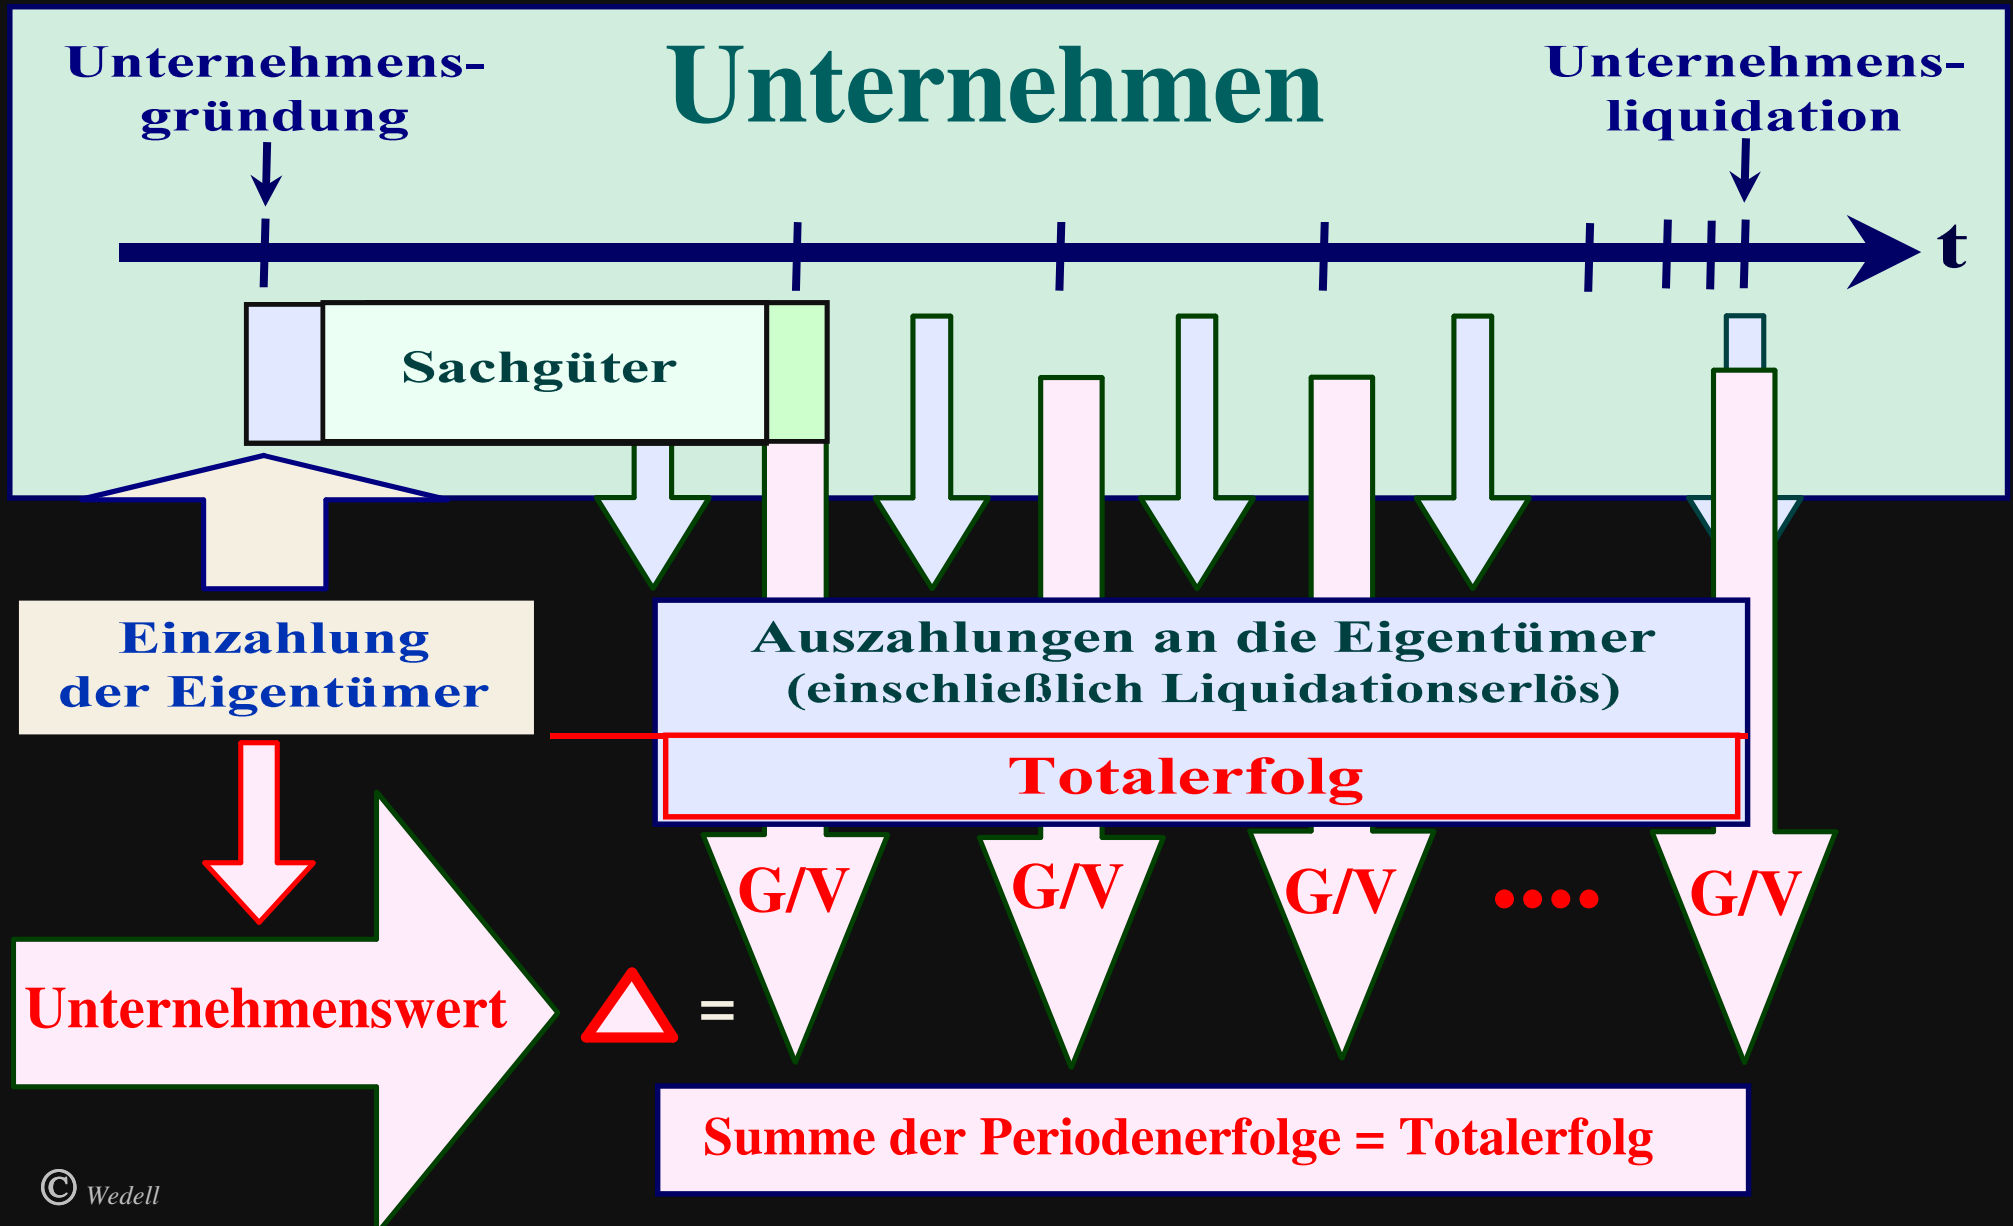 Unternehmens-
gründung
Unternehmen
Unternehmens-
liquidation
t
Sachgüter
Einzahlung
der Eigentümer
Auszahlungen an die Eigentümer
(einschließlich Liquidationserlös)
Totalerfolg
G/V
G/V
G/V
G/V
Unternehmenswert
=
Summe der Periodenerfolge = Totalerfolg
© Wedell